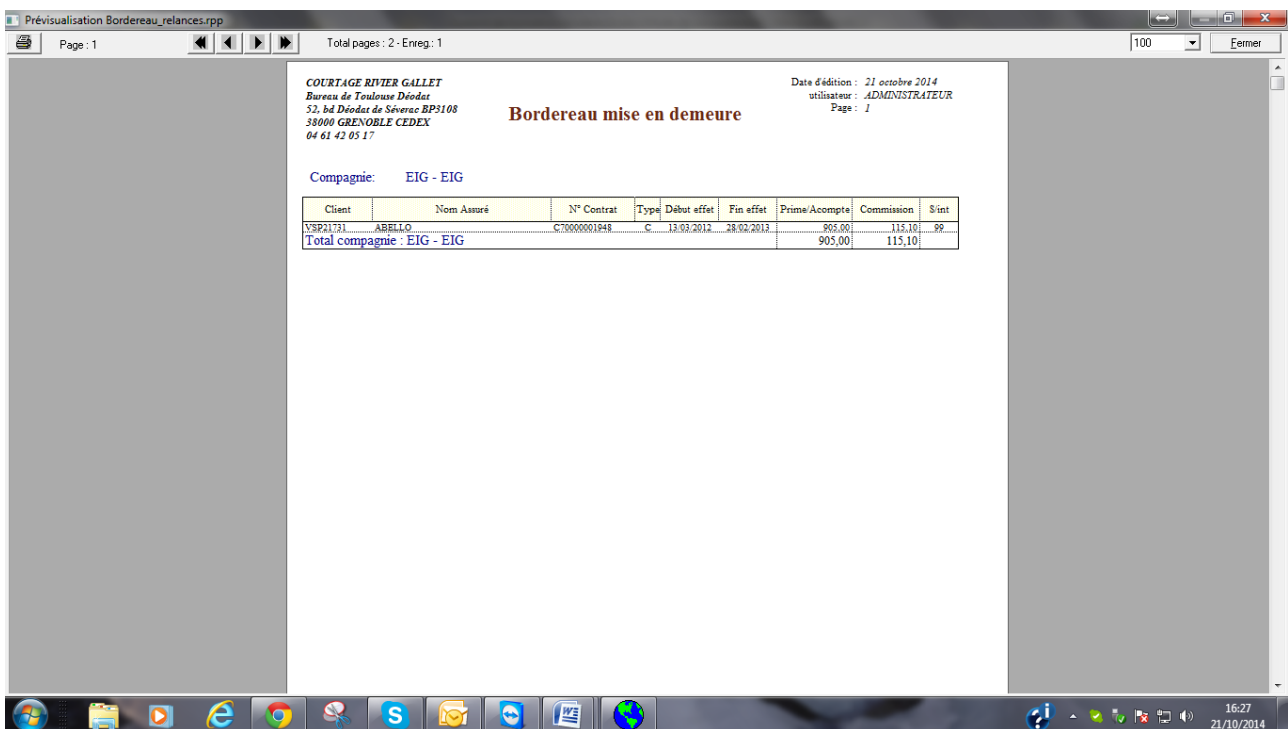 Prévisualisation Bordereau_relances.rpp
Page : 1 Total pages : 2 - Enreg.: 1 100 Fermer
COURTAGE RIVIER GALLET Date d'édition : 21 octobre 2014
Bureau de Toulouse Déodat utilisateur : ADMINISTRATEUR
52, bd Déodat de Séverac BP3108 Bordereau mise en demeure Page : 1
38000 GRENOBLE CEDEX
04 61 42 05 17
Compagnie: EIG - EIG
Client Nom Assuré N° Contrat Type Début effet Fin effet Prime/Acompte Commission S/int
VSP21731 ABELLO C70000001948 C 13/03/2012 28/02/2013 905,00 115,10 99
Total compagnie : EIG - EIG 905,00 115,10
16:27
21/10/2014